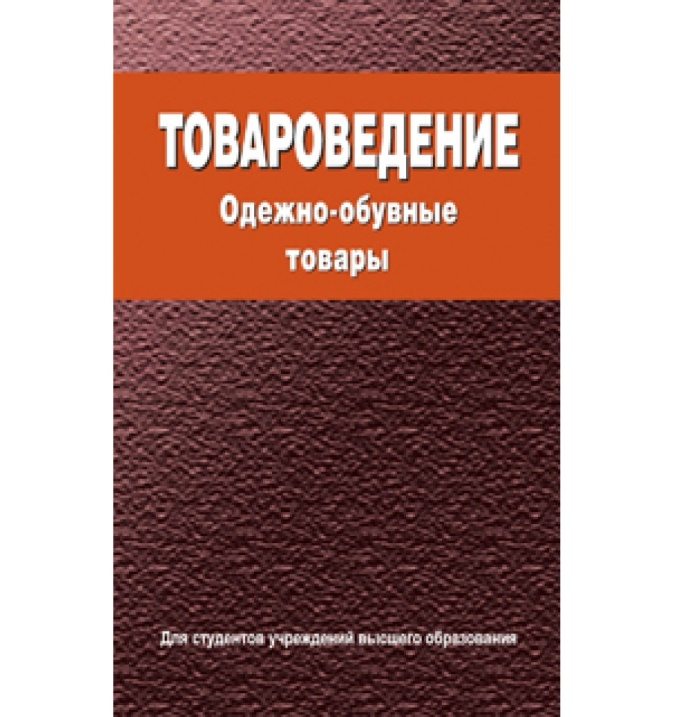 ТОВАРОВЕДЕНИЕ
Одежно-обувные
товары
Для студентов учреждений высшего образования